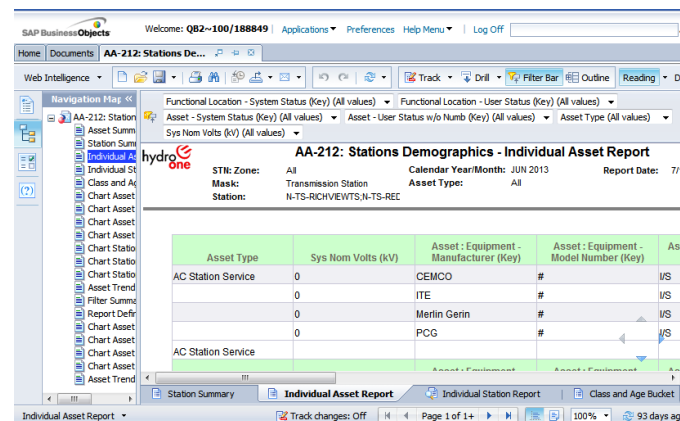 SAP BusinessObjects Welcome: QB2~100/188849 Applications Preferences Help Menu Log Off
Home Documents AA-212: Stations De...
Web Intelligence Track Drill Filter Bar Outline Reading
Navigation Map Functional Location - System Status (Key) (All values) Functional Location - User Status (Key) (All values)
AA-212: Station Asset - System Status (Key) (All values) Asset - User Status w/o Numb (Key) (All values) Asset Type (All values)
Asset Summ
Station Sum Sys Nom Volts (kV) (All values)
Individual As hydro one AA-212: Stations Demographics - Individual Asset Report
Individual St STN: Zone: All Calendar Year/Month: JUN 2013 Report Date: 7/
Class and Ag Mask: Transmission Station Asset Type: All
Chart Asset Station: N-TS-RICHVIEWTS;N-TS-RED
Chart Asset
Chart Asset
Chart Asset
Chart Statio Asset Type Sys Nom Volts (kV) Asset : Equipment - Manufacturer (Key) Asset : Equipment - Model Number (Key) As
Chart Statio
Chart Statio AC Station Service 0 CEMCO # I/S
Asset Trend
Filter Summa 0 ITE # I/S
Report Defin
Chart Asset 0 Merlin Gerin # I/S
Chart Asset 0 PCG # I/S
Chart Asset AC Station Service
Chart Asset
Asset Trend
Station Summary Individual Asset Report Individual Station Report Class and Age Bucket
Individual Asset Report Track changes: Off Page 1 of 1+ 100% 93 days ag